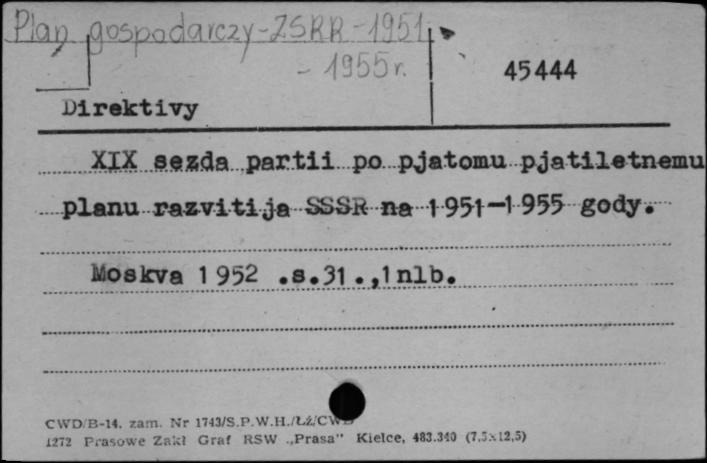 Plan gospodarczy-ZSRR-1951
- 1955 r.
45444
Direktivy
XIX sezda partii po pjatomu pjatiletnemu
planu razvitija SSSR na 1951-1955 gody.
Moskva 1952 .s.31.,1nlb.
CWD/B-14. zam. Nr 1743/S.P.W.H./Łź/CWD
1272 Prasowe Zakł Graf RSW „Prasa" Kielce, 483.340 (7,5x12,5)